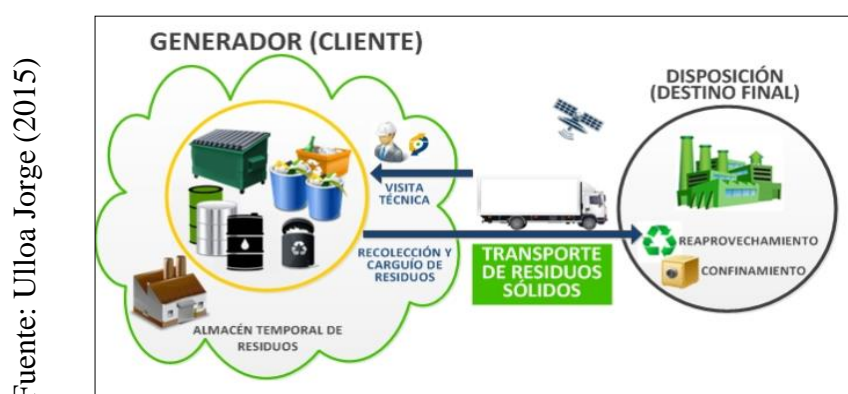 Fuente: Ulloa Jorge (2015)
GENERADOR (CLIENTE)
DISPOSICIÓN
(DESTINO FINAL)
VISITA
TÉCNICA
RECOLECCIÓN Y
CARGUÍO DE
RESIDUOS
TRANSPORTE
DE RESIDUOS
SÓLIDOS
REAPROVECHAMIENTO
CONFINAMIENTO
ALMACÉN TEMPORAL DE
RESIDUOS